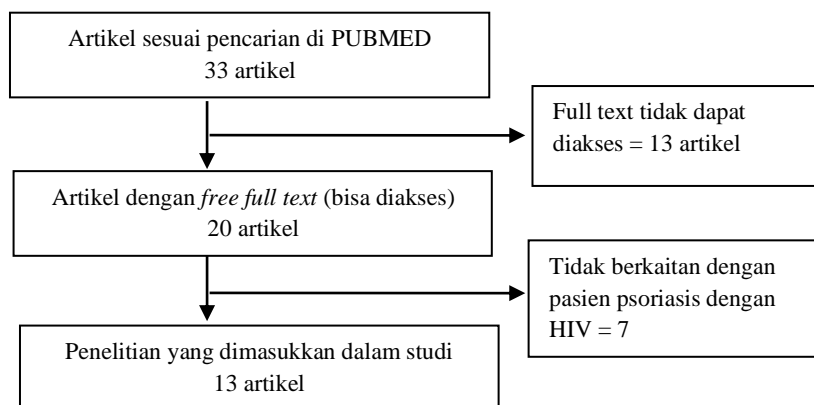 Artikel sesuai pencarian di PUBMED
33 artikel
Full text tidak dapat
diakses = 13 artikel
Artikel dengan free full text (bisa diakses)
20 artikel
Tidak berkaitan dengan
pasien psoriasis dengan
HIV = 7
Penelitian yang dimasukkan dalam studi
13 artikel